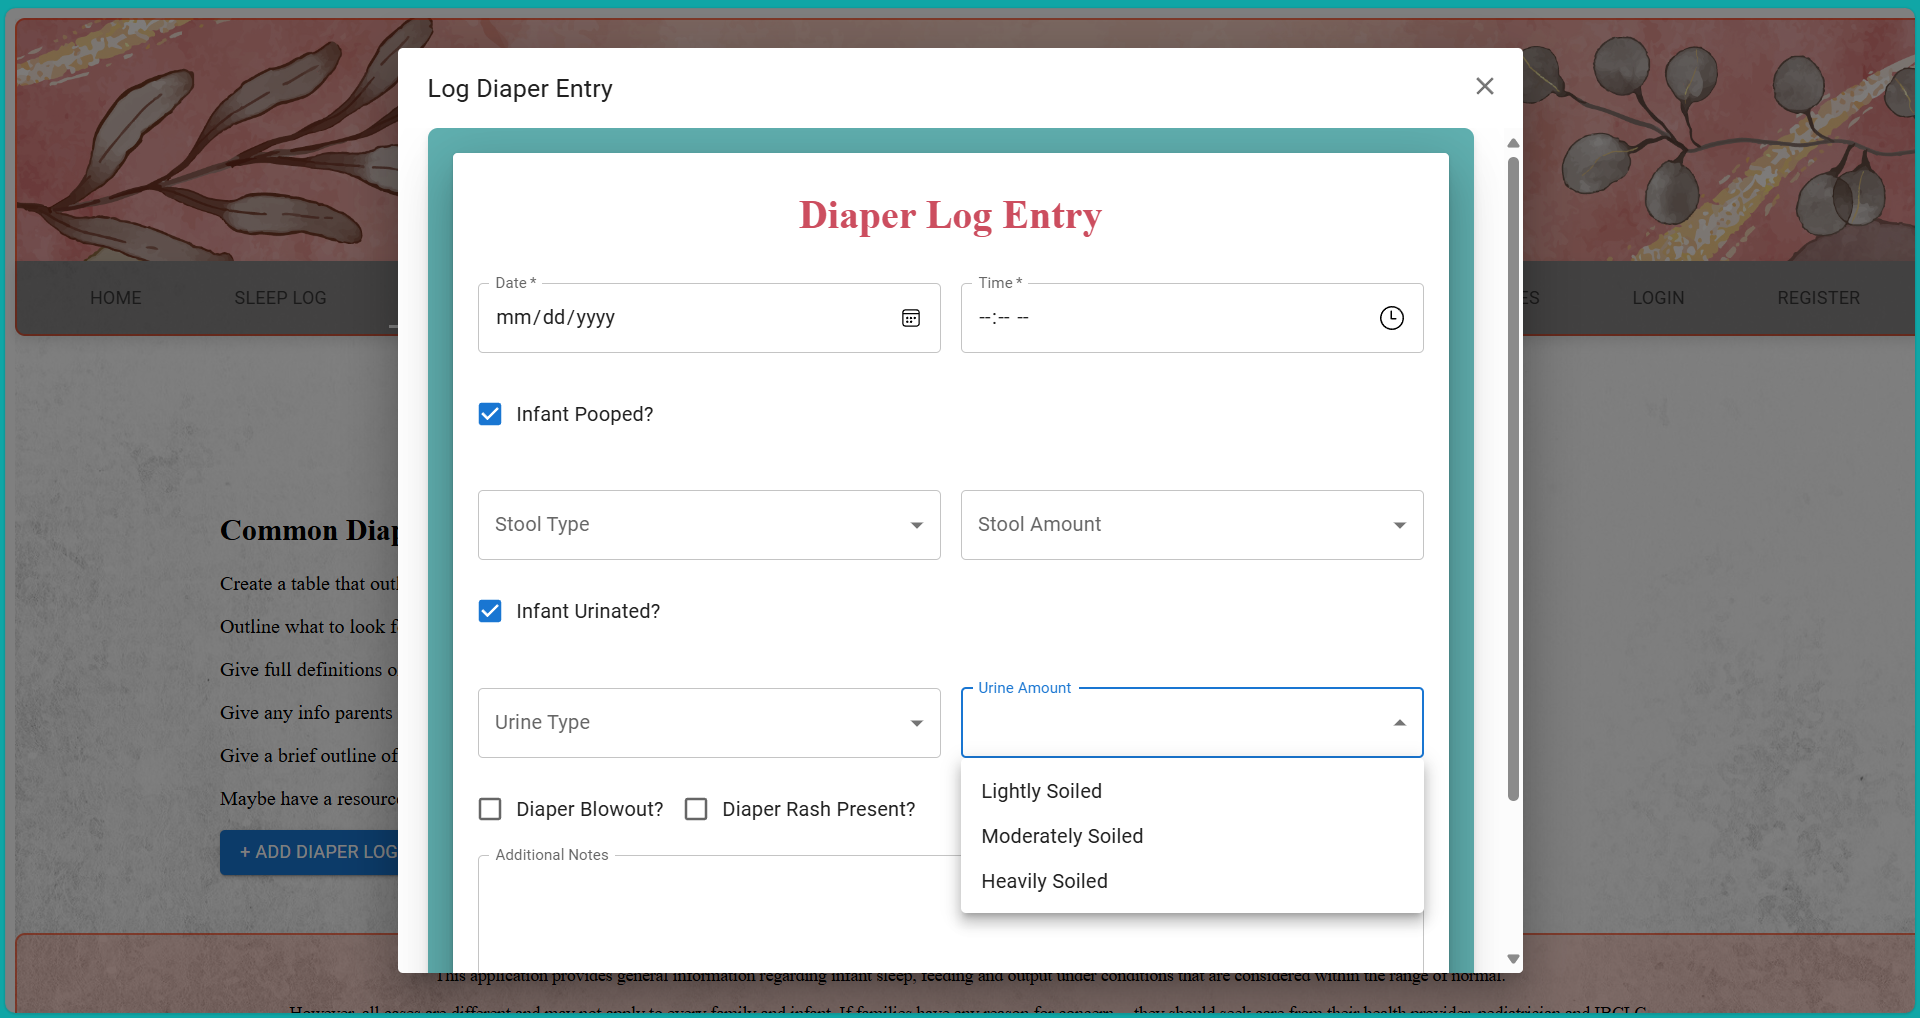 Log Diaper Entry
Diaper Log Entry
HOME SLEEP LOG LOGIN REGISTER
Date *
mm/dd/yyyy
Time *
--:-- --
Infant Pooped?
Stool Type
Stool Amount
Infant Urinated?
Urine Type
Urine Amount
Lightly Soiled
Moderately Soiled
Heavily Soiled
Diaper Blowout?
Diaper Rash Present?
Additional Notes
Common
Create a table that
Outline what to look
Give full definitions
Give any info parents
Give a brief outline of
Maybe have a
+ ADD DIAPER LOG
This application provides general information regarding infant sleep, feeding and output under conditions that are considered within the range of normal.
However, all cases are different and may not apply to every family and infant. If families have any reason for concern -- they should seek care from their health provider, pediatrician and IBCLC